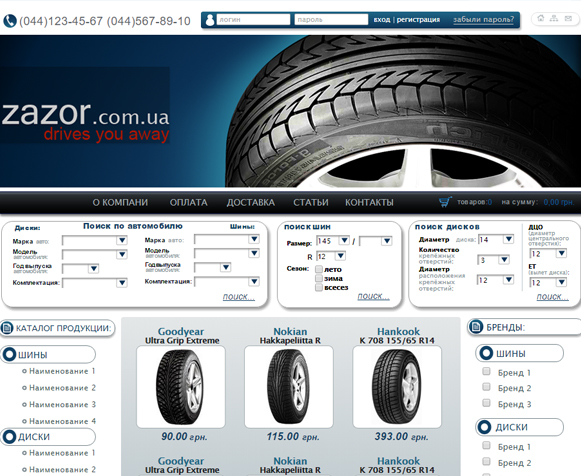 (044)123-45-67 (044)567-89-10
логин
пароль
вход | регистрация
забыли пароль?
zazor.com.ua
drives you away
О КОМПАНИ ОПЛАТА ДОСТАВКА СТАТЬИ КОНТАКТЫ
товаров:0 на сумму: 0.00 грн.
Поиск по автомобилю
Диски:
Шины:
Марка авто:
Модель автомобиля:
Год выпуска автомобиля:
Комплектация:
Марка авто:
Модель автомобиля:
Год выпуска автомобиля:
Комплектация:
поиск...
поиск шин
Размер: 145 /
R 12
Сезон: лето
зима
всесез
поиск...
поиск дисков
Диаметр диска: 14
Количество крепёжных отверстий: 3
Диаметр расположения крепёжных отверстий: 12
ДЦО
(диаметр центрального отверстия):
12
ЕТ
(вылет диска):
12
поиск...
КАТАЛОГ ПРОДУКЦИИ:
ШИНЫ
Наименование 1
Наименование 2
Наименование 3
Наименование 4
ДИСКИ
Наименование 1
Наименование 2
Goodyear
Ultra Grip Extreme
90.00 грн.
Nokian
Hakkapeliitta R
115.00 грн.
Hankook
K 708 155/65 R14
393.00 грн.
Goodyear
Ultra Grip Extreme
Nokian
Hakkapeliitta R
Hankook
K 708 155/65 R14
БРЕНДЫ:
ШИНЫ
Бренд 1
Бренд 2
Бренд 3
ДИСКИ
Бренд 1
Бренд 2